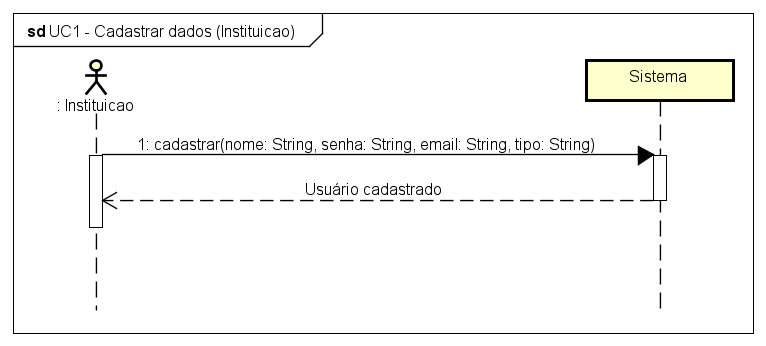 sd UC1 - Cadastrar dados (Instituicao)
: Instituicao
Sistema
1: cadastrar(nome: String, senha: String, email: String, tipo: String)
Usuário cadastrado